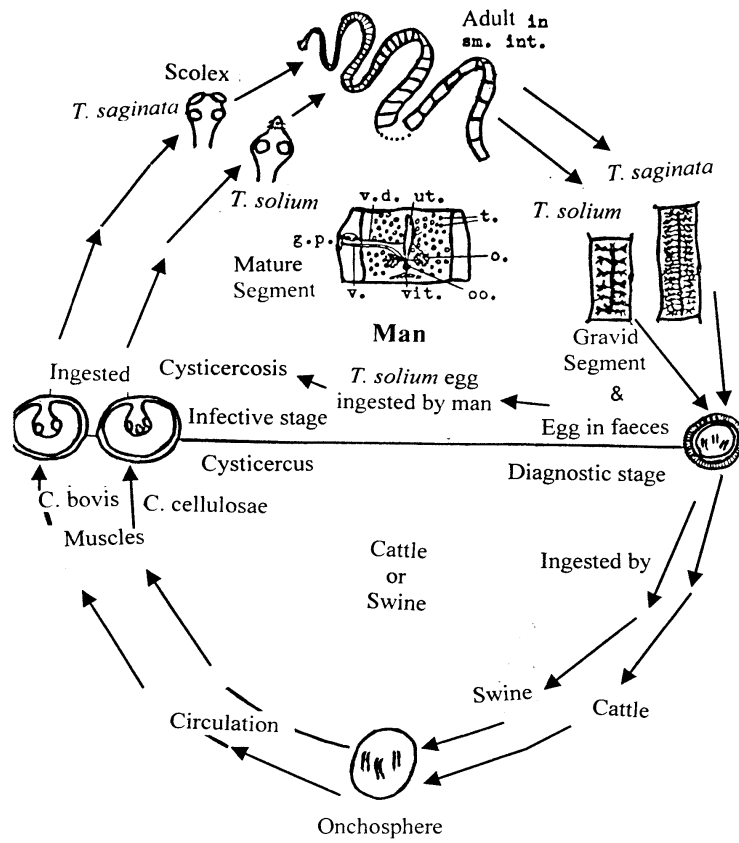 Adult in
sm. int.
Scolex
T. saginata
T. solium
T. saginata
T. solium
v.d. ut.
t.
g.p.
o.
Mature
Segment
v. vit. oo.
Man
Gravid
Segment
&
Egg in faeces
Ingested
Cysticercosis
T. solium egg
ingested by man
Infective stage
Cysticercus
Diagnostic stage
C. bovis
C. cellulosae
Muscles
Cattle
or
Swine
Ingested by
Swine
Cattle
Circulation
Onchosphere